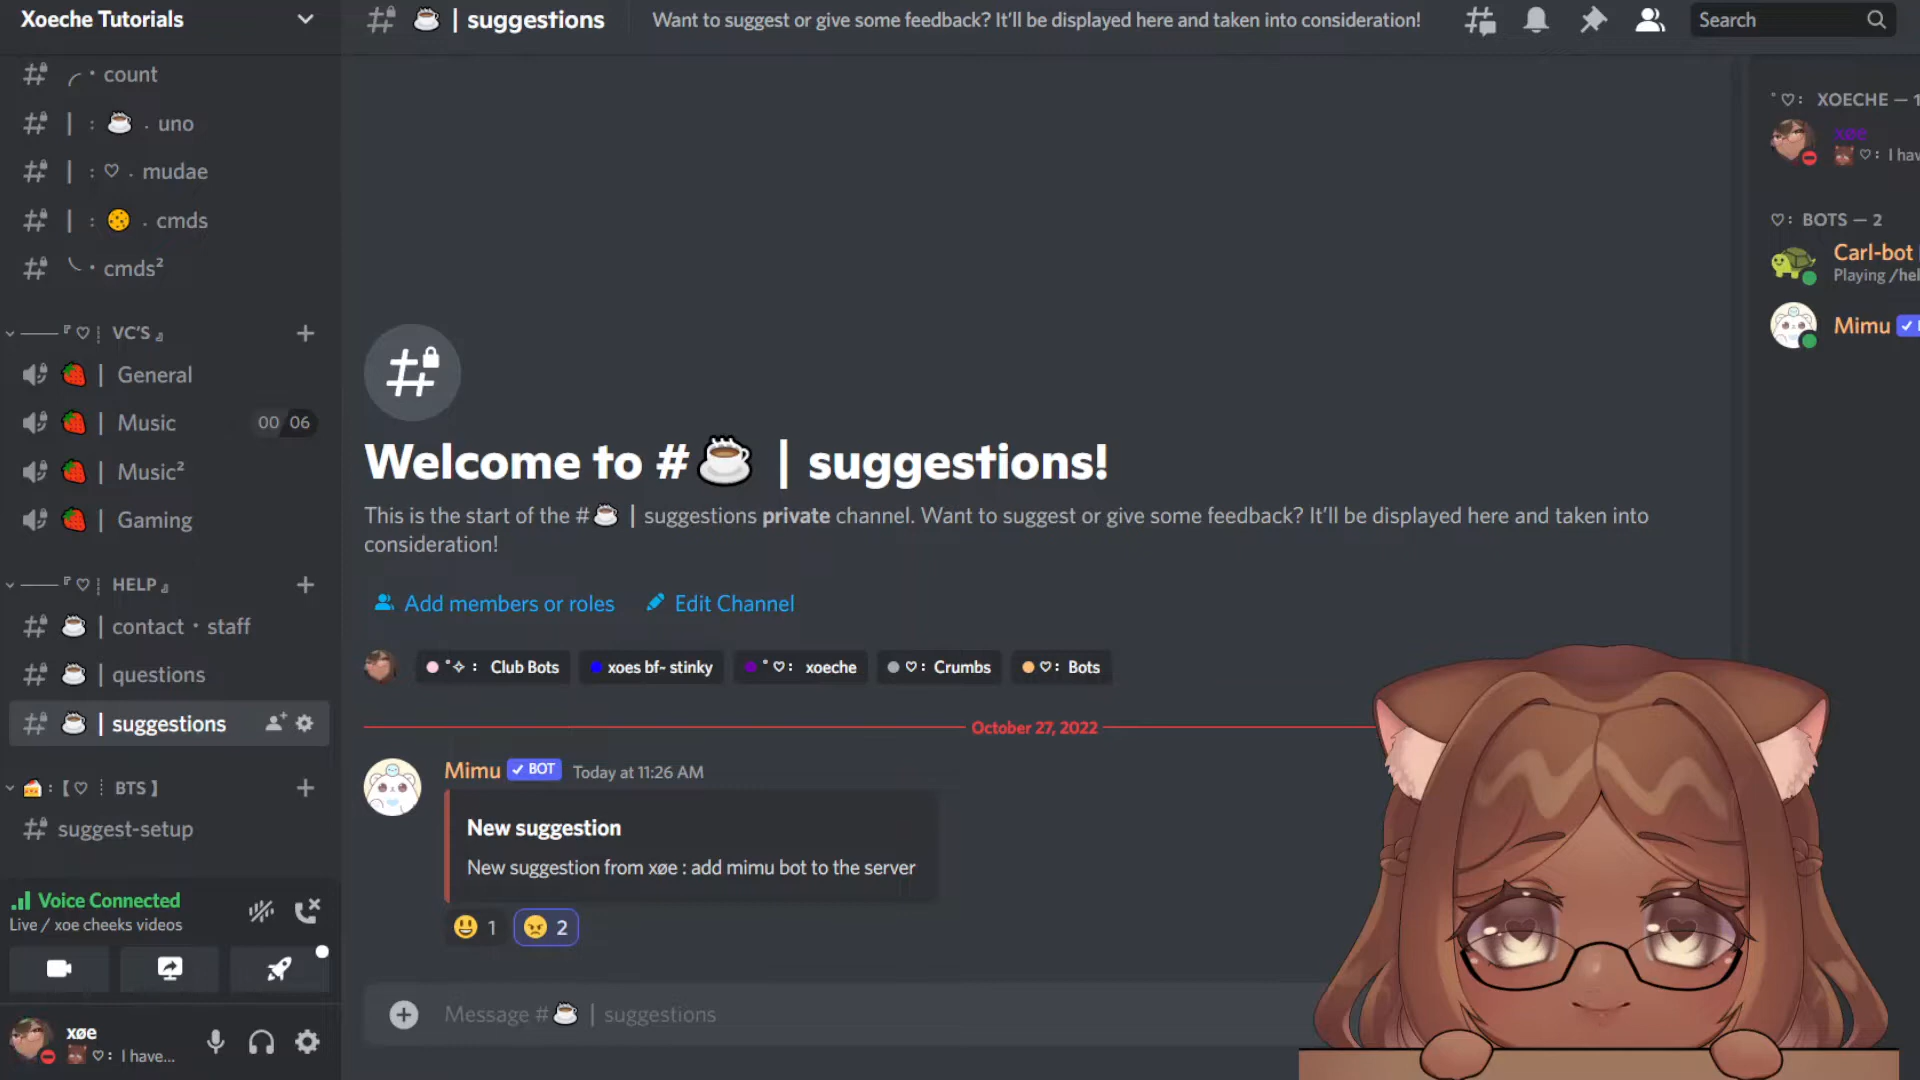 Xoeche Tutorials
count
| : . uno
| : ♡ . mudae
| : . cmds
cmds²
『 ♡ ┊ VC'S 』
| General
| Music 00 06
| Music²
| Gaming
『 ♡ ┊ HELP 』
| contact・staff
| questions
| suggestions
:【 ♡ ┊ BTS 】
suggest-setup
Voice Connected
Live / xoe cheeks videos
xøe
♡ : I have...
# ☕ | suggestions
Want to suggest or give some feedback? It'll be displayed here and taken into consideration!
Search
Welcome to #☕ | suggestions!
This is the start of the #☕ | suggestions private channel. Want to suggest or give some feedback? It'll be displayed here and taken into
consideration!
Add members or roles Edit Channel
Club Bots xoes bf~ stinky ♡ : xoeche ♡ : Crumbs ♡ : Bots
October 27, 2022
Mimu ✓ BOT Today at 11:26 AM
New suggestion
New suggestion from xøe : add mimu bot to the server
😃 1 😠 2
Message #☕ | suggestions
♡ : XOECHE — 1
xøe
♡ : I hav
♡ : BOTS — 2
Carl-bot
Playing /hel
Mimu